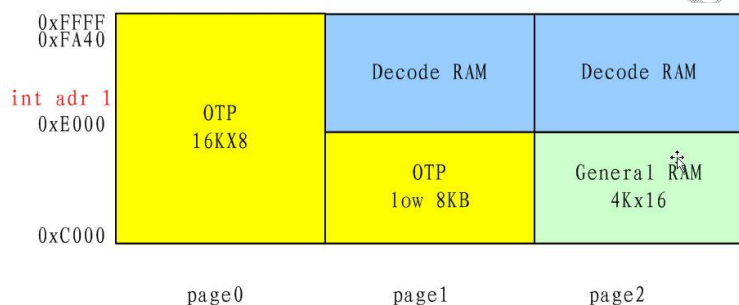 0xFFFF
0xFA40
int adr 1
0xE000
0xC000
OTP
16KX8
Decode RAM
Decode RAM
OTP
low 8KB
General RAM
4Kx16
page0
page1
page2